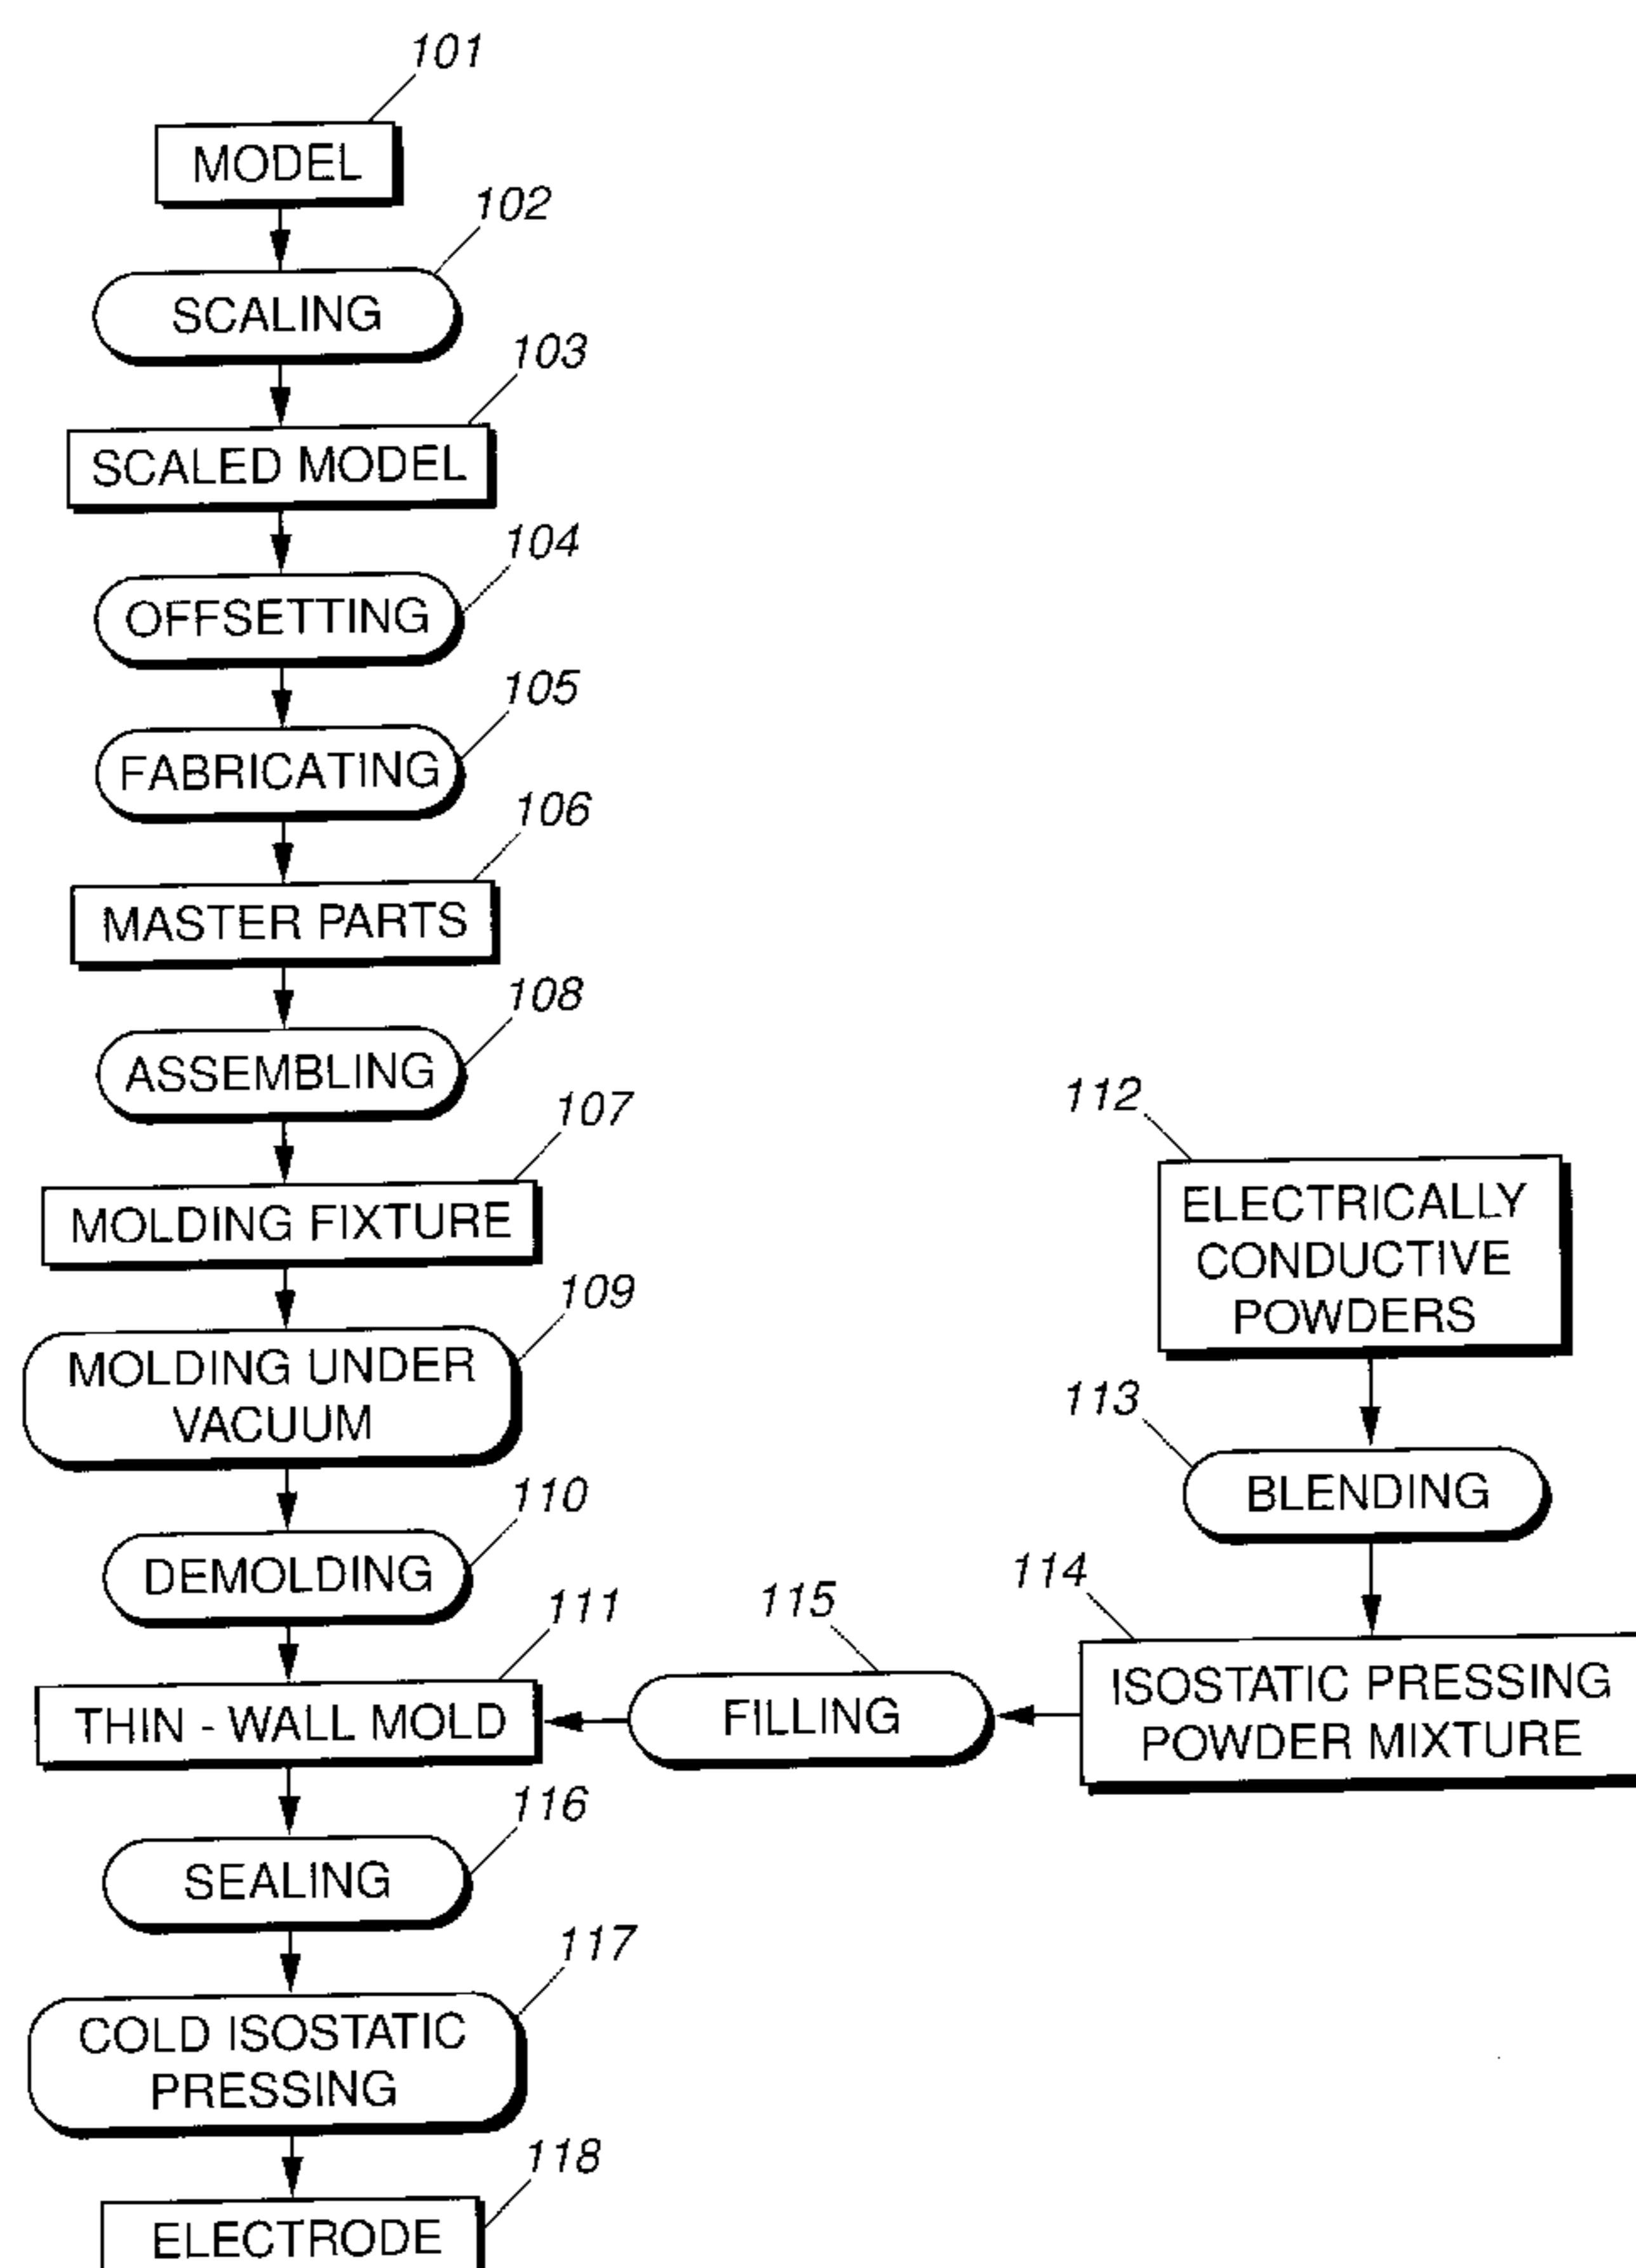 101
MODEL
102
SCALING
103
SCALED MODEL
104
OFFSETTING
105
FABRICATING
106
MASTER PARTS
108
ASSEMBLING
107
MOLDING FIXTURE
109
MOLDING UNDER
VACUUM
110
DEMOLDING
111
THIN - WALL MOLD
112
ELECTRICALLY
CONDUCTIVE
POWDERS
113
BLENDING
114
ISOSTATIC PRESSING
POWDER MIXTURE
115
FILLING
116
SEALING
117
COLD ISOSTATIC
PRESSING
118
ELECTRODE